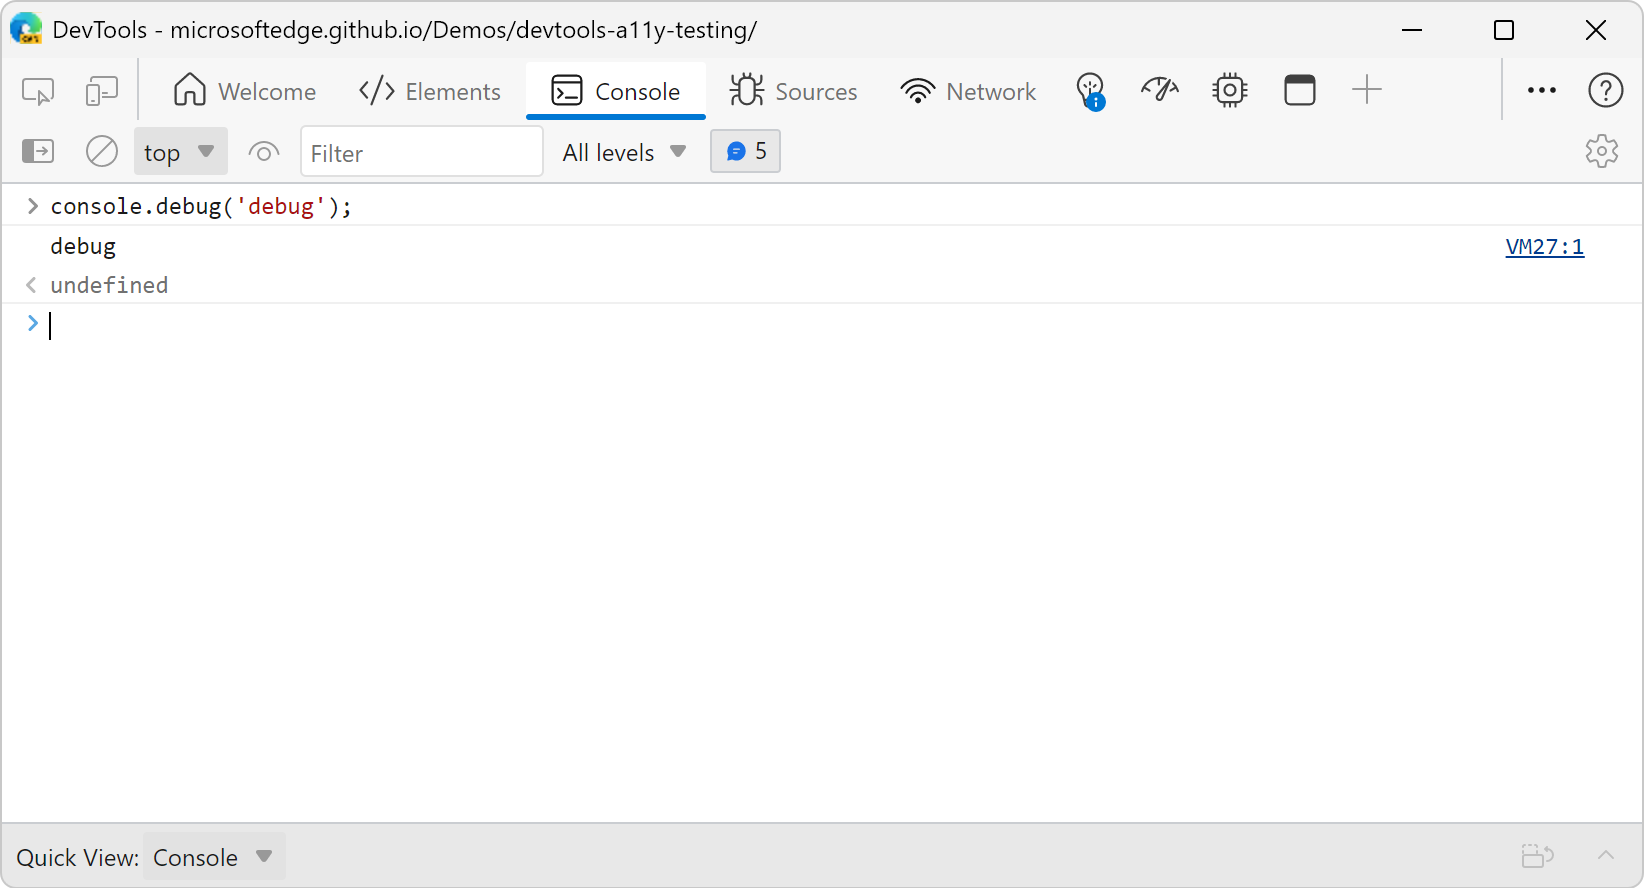 DevTools - microsoftedge.github.io/Demos/devtools-a11y-testing/
Welcome Elements Console Sources Network
top Filter All levels 5
console.debug('debug');
debug VM27:1
undefined
Quick View: Console